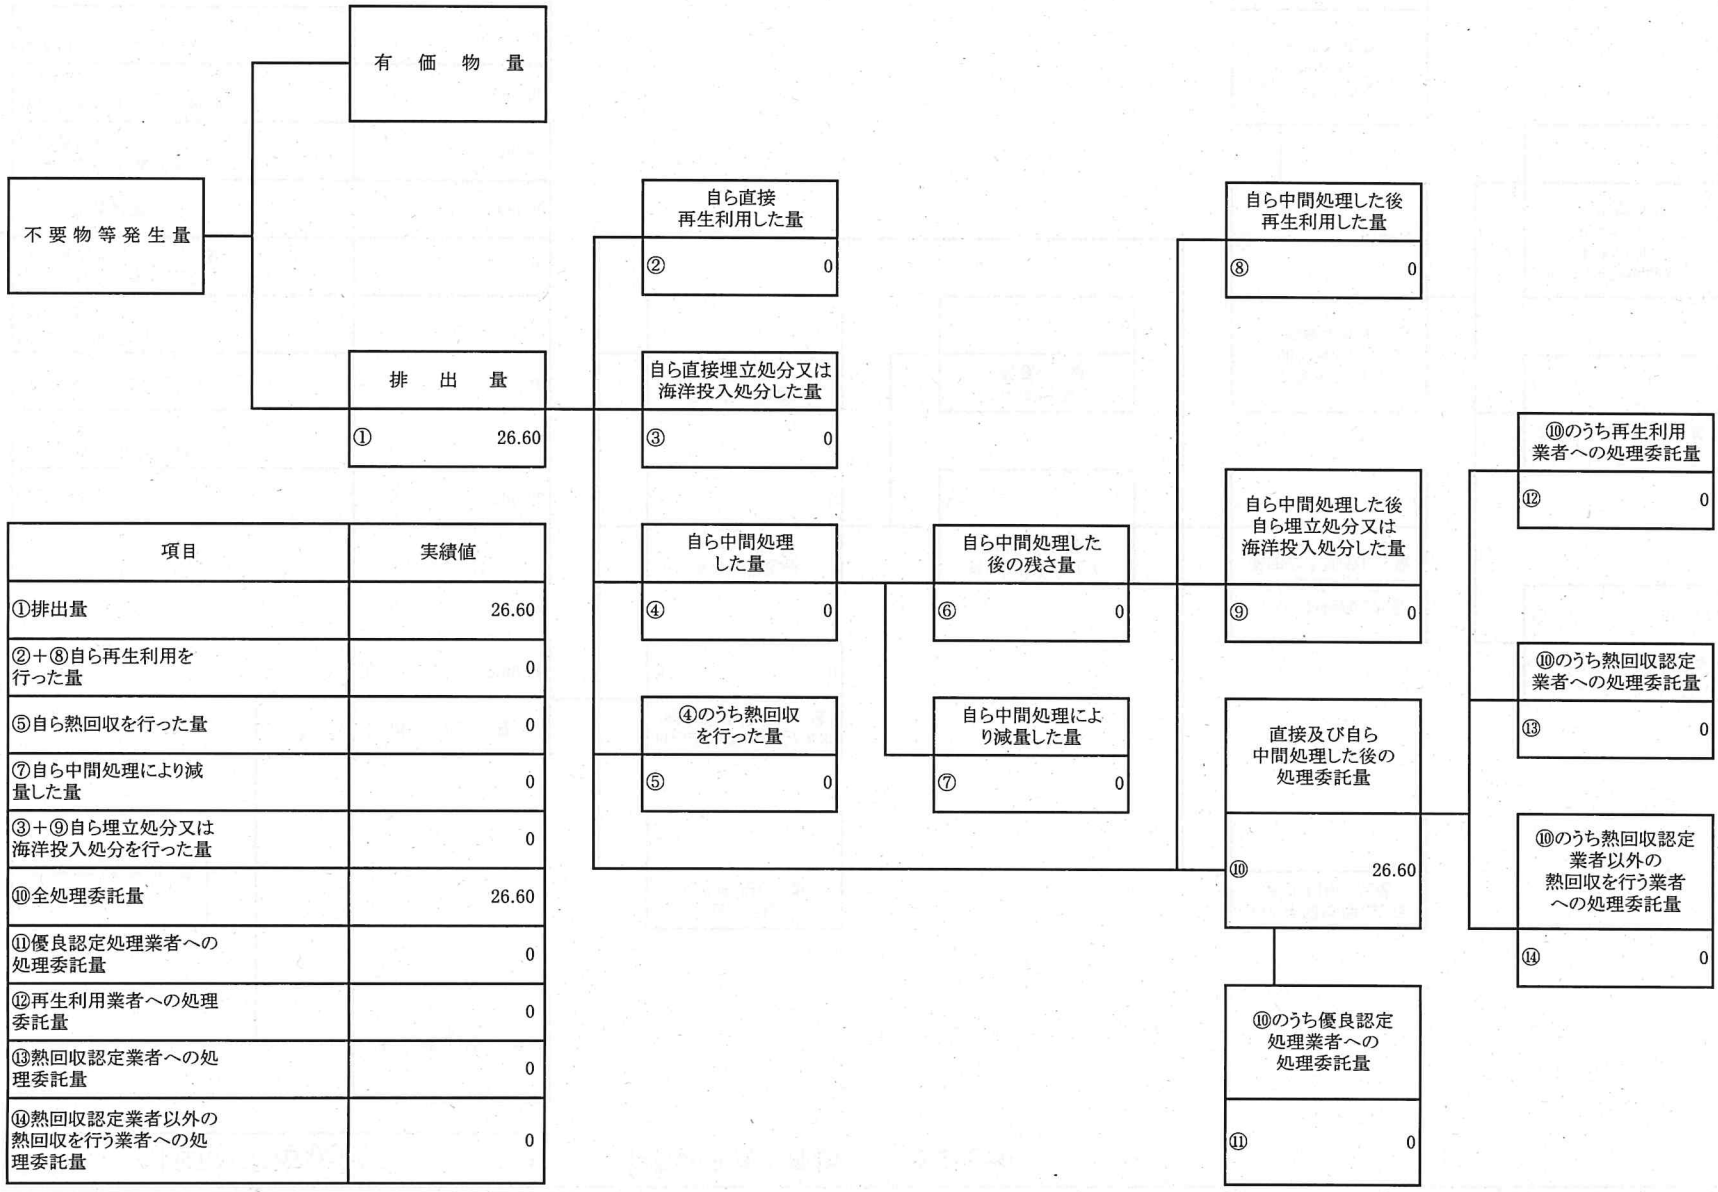 有価物量
不要物等発生量
排出量
① 26.60
自ら直接
再生利用した量
② 0
自ら直接埋立処分又は
海洋投入処分した量
③ 0
自ら中間処理
した量
④ 0
④のうち熱回収
を行った量
⑤ 0
自ら中間処理した
後の残さ量
⑥ 0
自ら中間処理によ
り減量した量
⑦ 0
自ら中間処理した後
再生利用した量
⑧ 0
自ら中間処理した後
自ら埋立処分又は
海洋投入処分した量
⑨ 0
直接及び自ら
中間処理した後の
処理委託量
⑩ 26.60
⑩のうち優良認定
処理業者への
処理委託量
⑪ 0
⑩のうち再生利用
業者への処理委託量
⑫ 0
⑩のうち熱回収認定
業者への処理委託量
⑬ 0
⑩のうち熱回収認定
業者以外の
熱回収を行う業者
への処理委託量
⑭ 0
項目 実績値
①排出量 26.60
②＋⑧自ら再生利用を
行った量 0
⑤自ら熱回収を行った量 0
⑦自ら中間処理により減
量した量 0
③＋⑨自ら埋立処分又は
海洋投入処分を行った量 0
⑩全処理委託量 26.60
⑪優良認定処理業者への
処理委託量 0
⑫再生利用業者への処理
委託量 0
⑬熱回収認定業者への処
理委託量 0
⑭熱回収認定業者以外の
熱回収を行う業者への処
理委託量 0